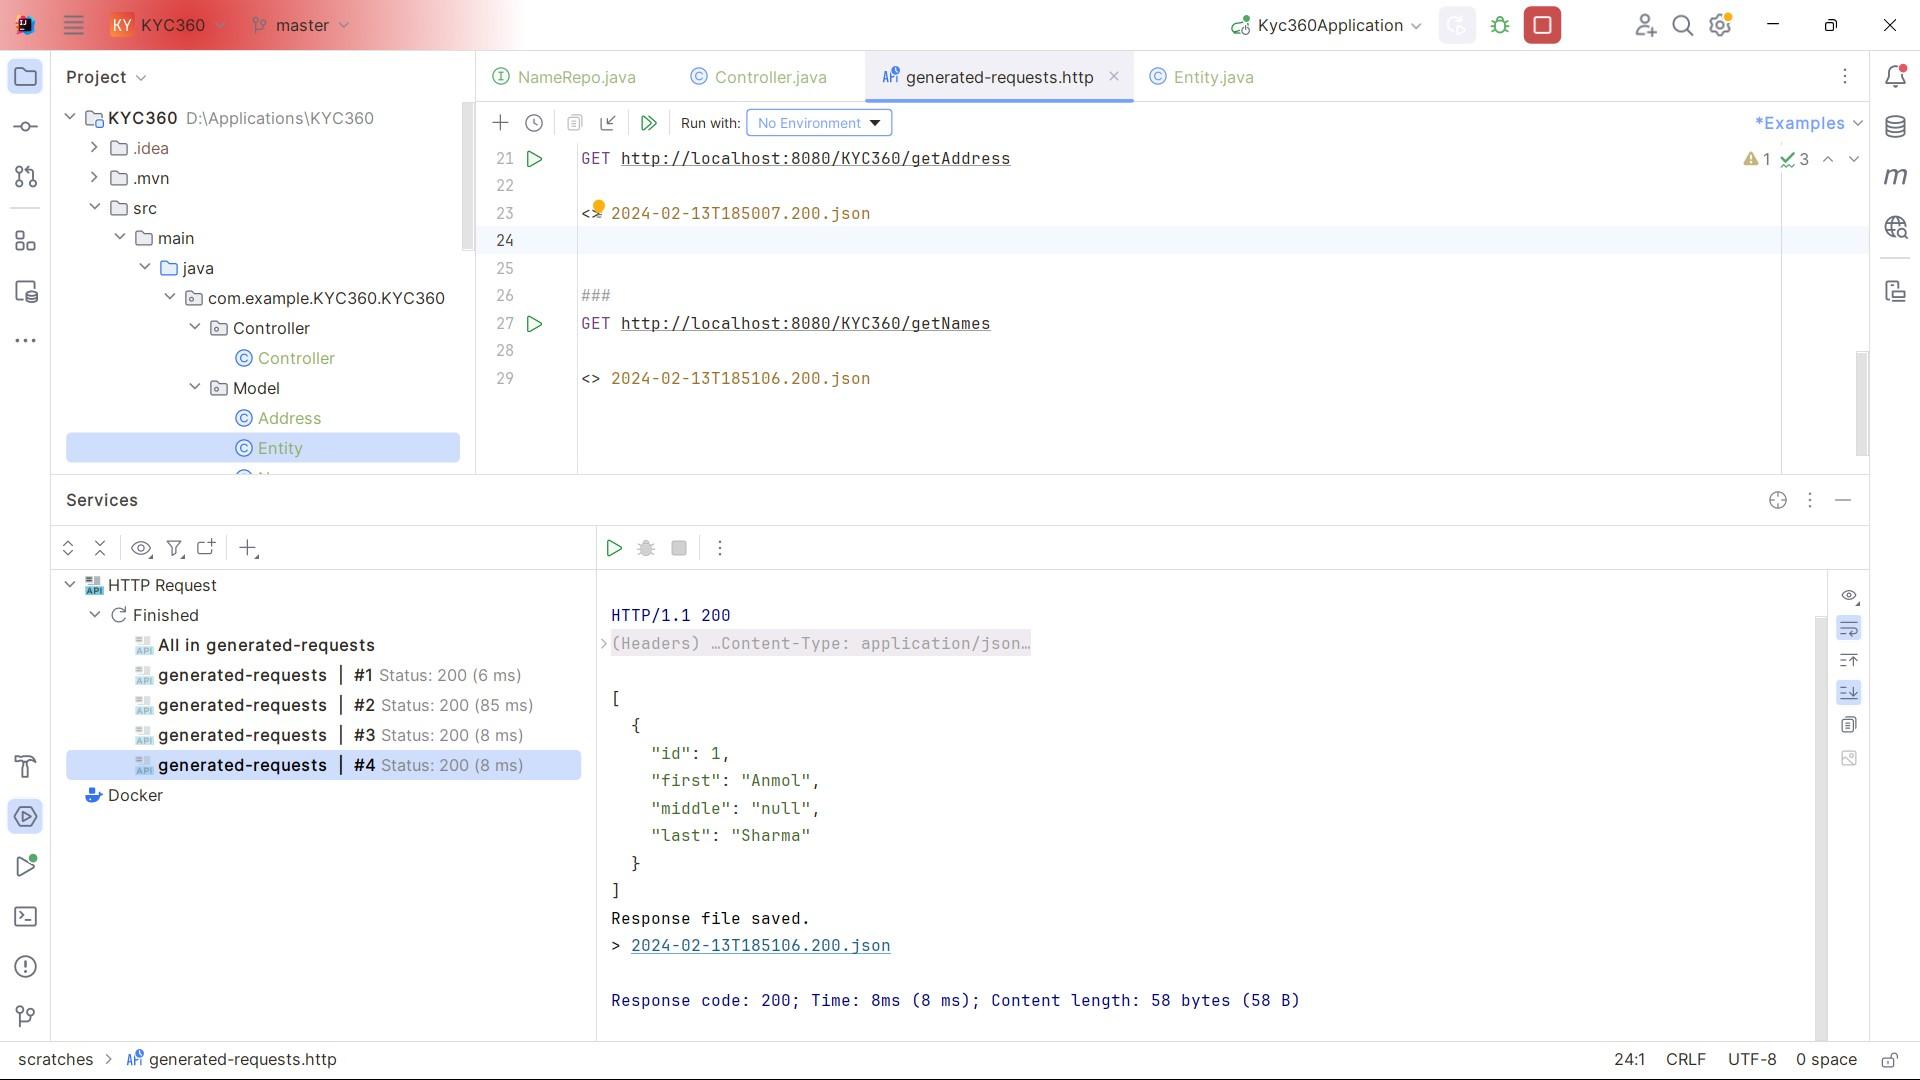 KY KYC360 master Kyc360Application
Project
NameRepo.java Controller.java generated-requests.http Entity.java
KYC360 D:\Applications\KYC360
.idea
.mvn
src
main
java
com.example.KYC360.KYC360
Controller
Controller
Model
Address
Entity
Run with: No Environment *Examples
21 GET http://localhost:8080/KYC360/getAddress 1 3
22
23 <> 2024-02-13T185007.200.json
24
25
26 ###
27 GET http://localhost:8080/KYC360/getNames
28
29 <> 2024-02-13T185106.200.json
m
Services
HTTP Request
Finished
All in generated-requests
generated-requests | #1 Status: 200 (6 ms)
generated-requests | #2 Status: 200 (85 ms)
generated-requests | #3 Status: 200 (8 ms)
generated-requests | #4 Status: 200 (8 ms)
Docker
HTTP/1.1 200
(Headers) …Content-Type: application/json…
[
{
"id": 1,
"first": "Anmol",
"middle": "null",
"last": "Sharma"
}
]
Response file saved.
> 2024-02-13T185106.200.json
Response code: 200; Time: 8ms (8 ms); Content length: 58 bytes (58 B)
scratches > generated-requests.http 24:1 CRLF UTF-8 0 space